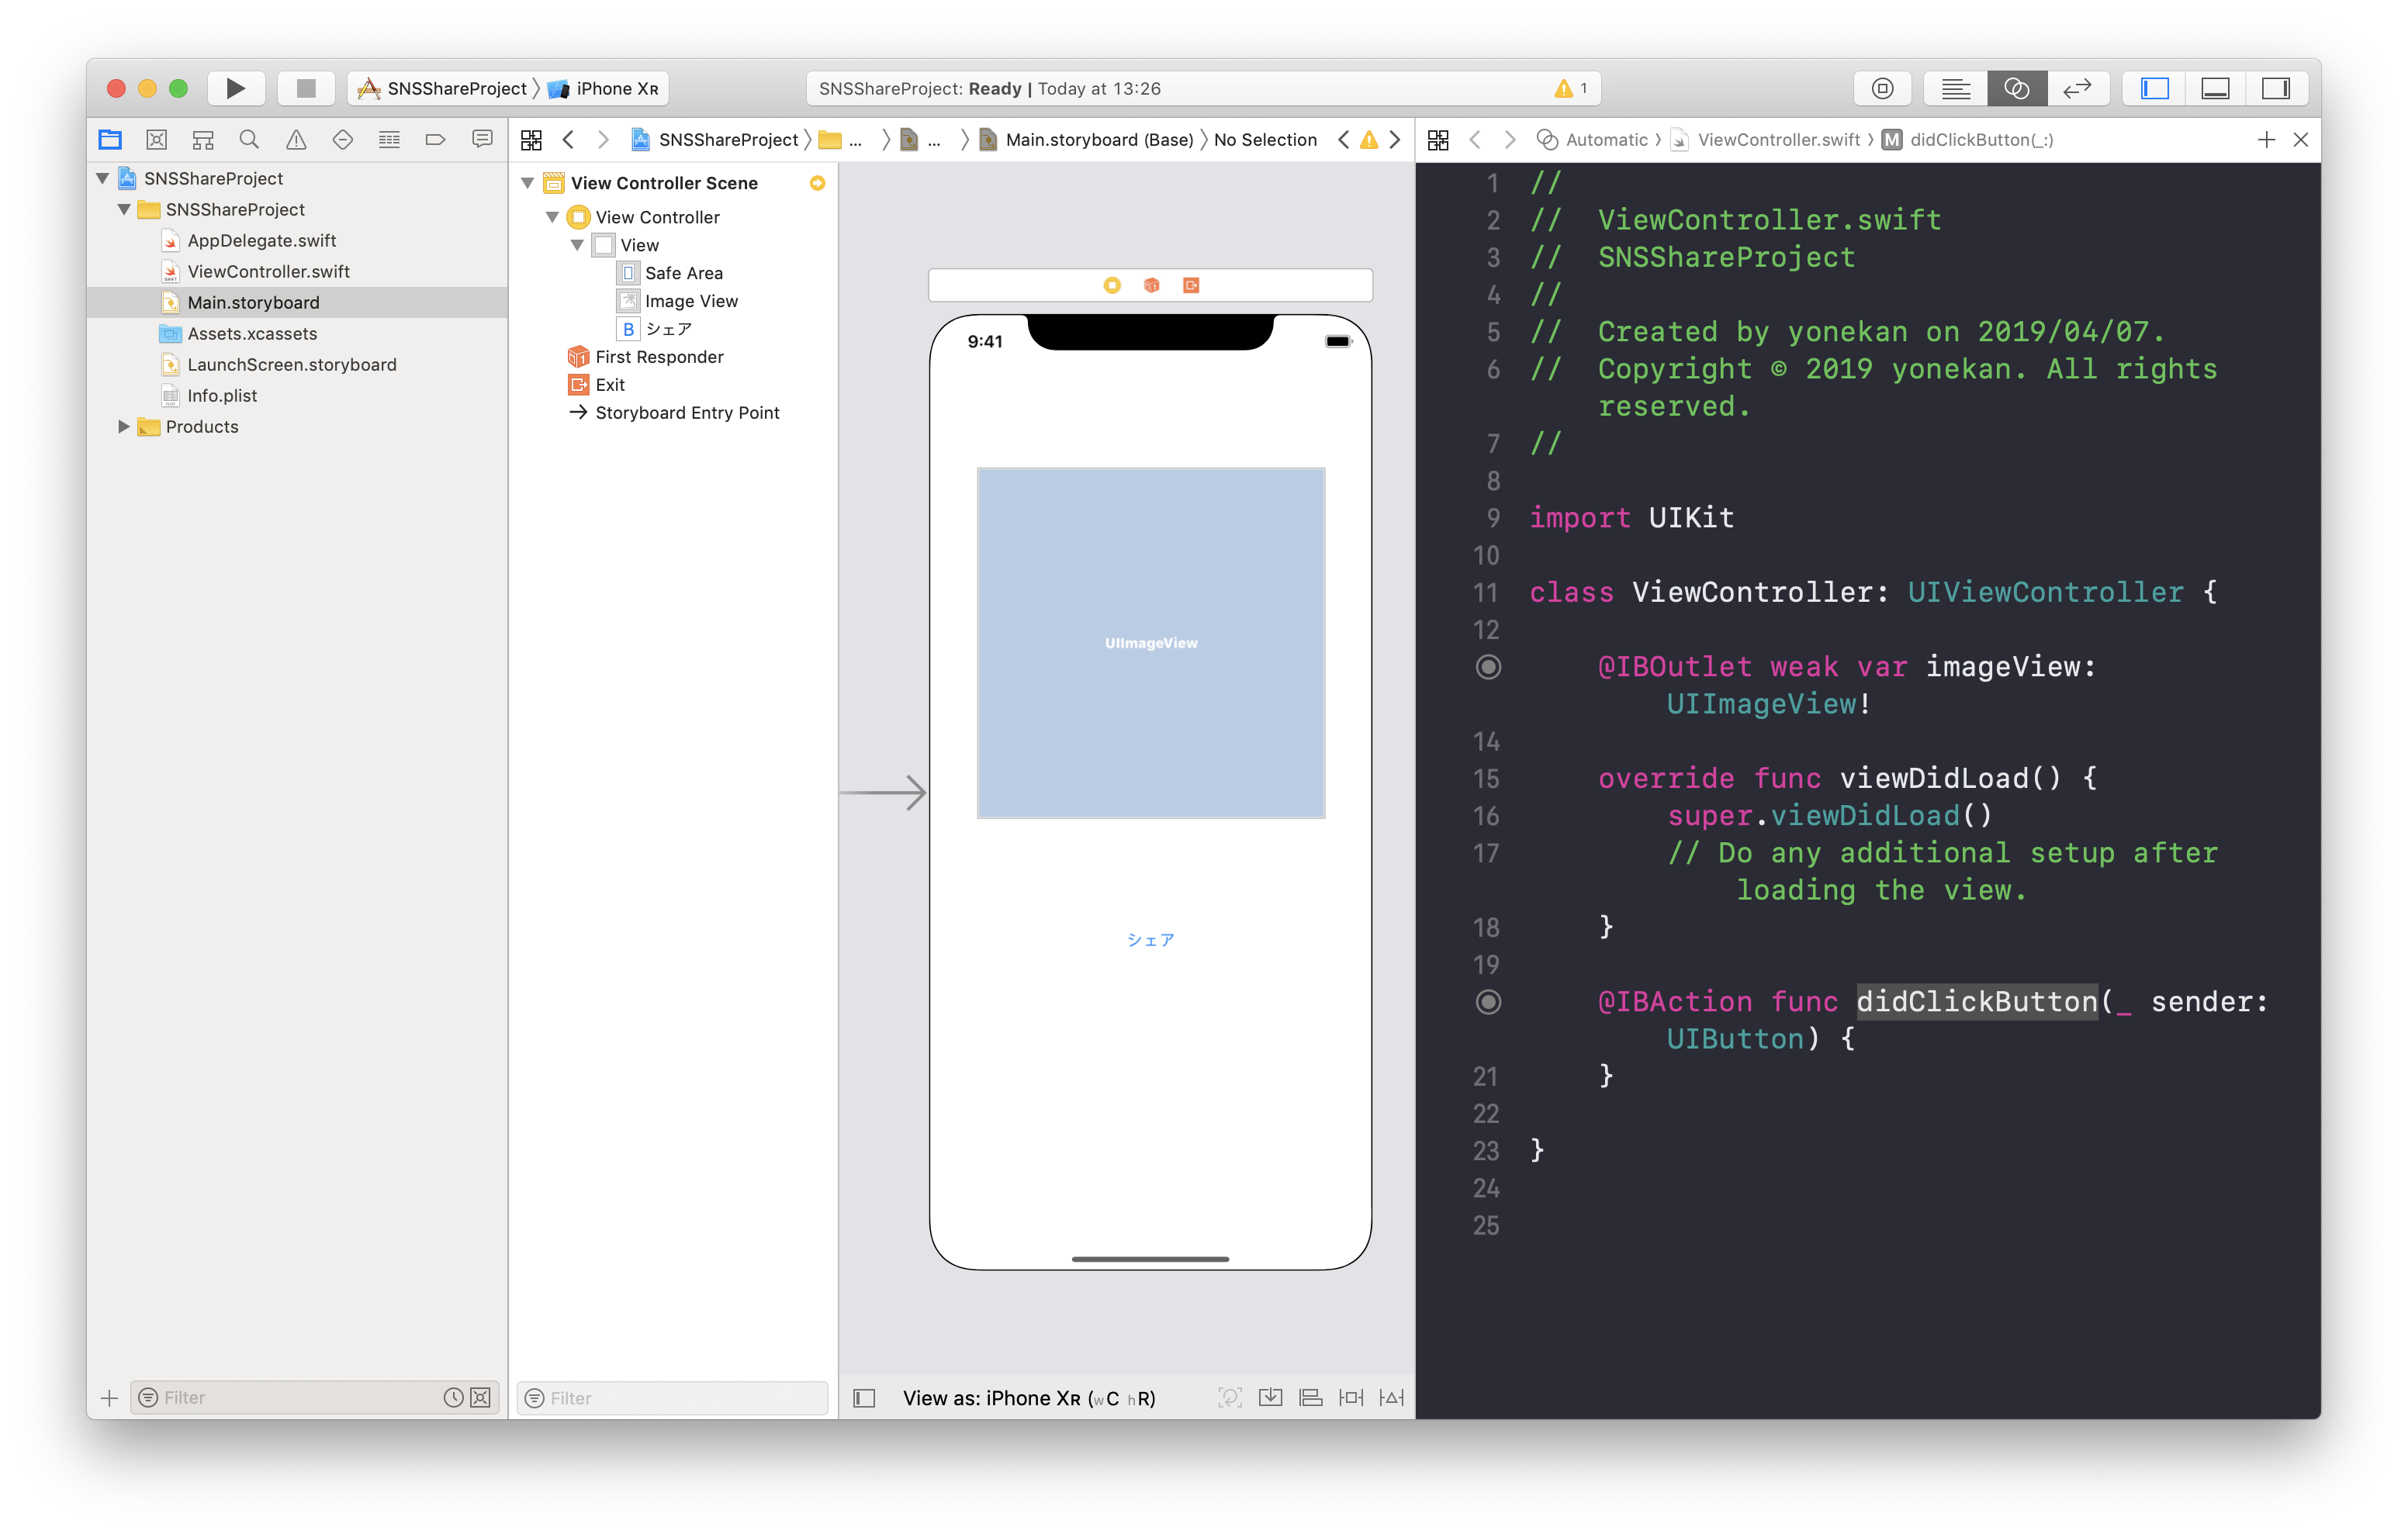 SNSShareProject 〉 iPhone XR
SNSShareProject: Ready | Today at 13:26
1
SNSShareProject 〉 ... 〉 ... 〉 Main.storyboard (Base) 〉 No Selection
Automatic 〉 ViewController.swift 〉 M didClickButton(_:)
SNSShareProject
SNSShareProject
AppDelegate.swift
ViewController.swift
Main.storyboard
Assets.xcassets
LaunchScreen.storyboard
Info.plist
Products
Filter
View Controller Scene
View Controller
View
Safe Area
Image View
B シェア
First Responder
Exit
Storyboard Entry Point
Filter
9:41
UIImageView
シェア
View as: iPhone XR (wC hR)
1 //
2 //  ViewController.swift
3 //  SNSShareProject
4 //
5 //  Created by yonekan on 2019/04/07.
6 //  Copyright © 2019 yonekan. All rights
reserved.
7 //
8
9 import UIKit
10
11 class ViewController: UIViewController {
12
@IBOutlet weak var imageView:
UIImageView!
14
15     override func viewDidLoad() {
16         super.viewDidLoad()
17         // Do any additional setup after
loading the view.
18     }
19
@IBAction func didClickButton(_ sender:
UIButton) {
21     }
22
23 }
24
25